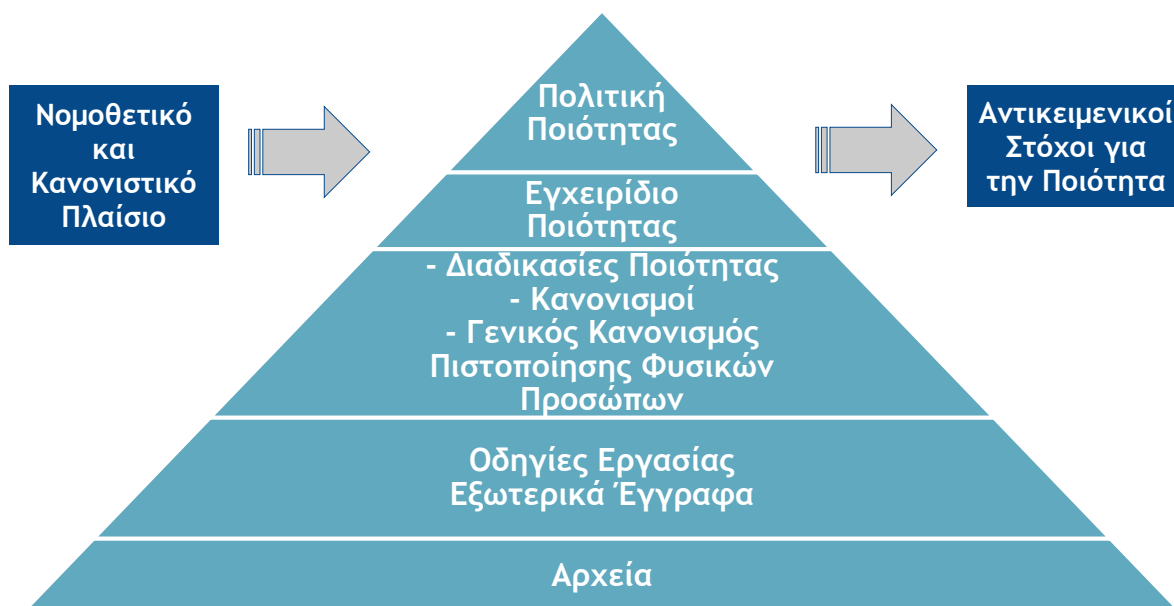 Νομοθετικό
και
Κανονιστικό
Πλαίσιο
Πολιτική
Ποιότητας
Εγχειρίδιο
Ποιότητας
- Διαδικασίες Ποιότητας
- Κανονισμοί
- Γενικός Κανονισμός
Πιστοποίησης Φυσικών
Προσώπων
Οδηγίες Εργασίας
Εξωτερικά Έγγραφα
Αρχεία
Αντικειμενικοί
Στόχοι για
την Ποιότητα